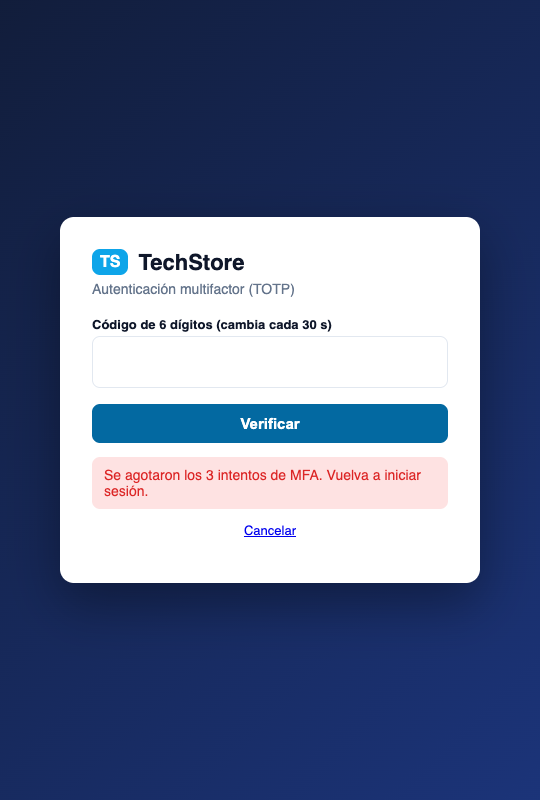 TS TechStore
Autenticación multifactor (TOTP)
Código de 6 dígitos (cambia cada 30 s)
Verificar
Se agotaron los 3 intentos de MFA. Vuelva a iniciar
sesión.
Cancelar